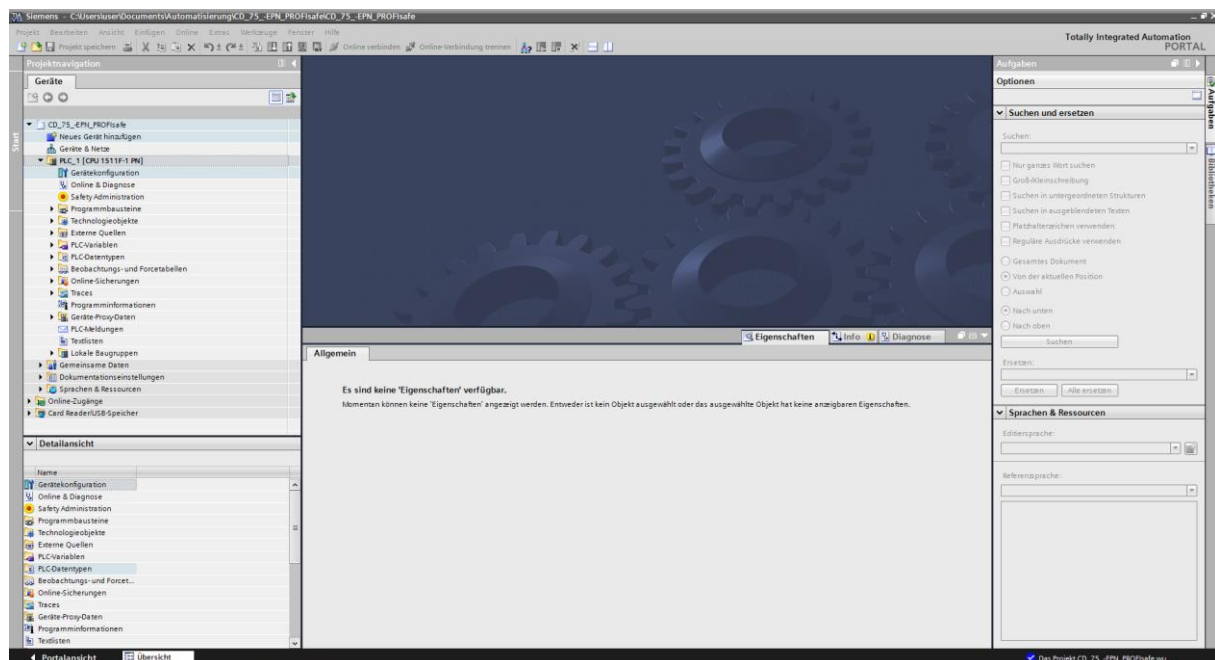 Siemens - C:\Users\user\Documents\Automatisierung\CD_75_-EPN_PROFIsafe\CD_75_-EPN_PROFIsafe
Projekt Bearbeiten Ansicht Einfügen Online Extras Werkzeuge Fenster Hilfe
Projekt speichern
Online verbinden
Online-Verbindung trennen
Totally Integrated Automation
PORTAL
Projektnavigation
Geräte
Start
CD_75_-EPN_PROFIsafe
Neues Gerät hinzufügen
Geräte & Netze
PLC_1 [CPU 1511F-1 PN]
Gerätekonfiguration
Online & Diagnose
Safety Administration
Programmbausteine
Technologieobjekte
Externe Quellen
PLC-Variablen
PLC-Datentypen
Beobachtungs- und Forcetabellen
Online-Sicherungen
Traces
Programminformationen
Geräte-Proxy-Daten
PLC-Meldungen
Textlisten
Lokale Baugruppen
Gemeinsame Daten
Dokumentationseinstellungen
Sprachen & Ressourcen
Online-Zugänge
Card Reader/USB-Speicher
Detailansicht
Name
Gerätekonfiguration
Online & Diagnose
Safety Administration
Programmbausteine
Technologieobjekte
Externe Quellen
PLC-Variablen
PLC-Datentypen
Beobachtungs- und Forcet...
Online-Sicherungen
Traces
Geräte-Proxy-Daten
Programminformationen
Textlisten
Eigenschaften
Info
Diagnose
Allgemein
Es sind keine 'Eigenschaften' verfügbar.
Momentan können keine 'Eigenschaften' angezeigt werden. Entweder ist kein Objekt ausgewählt oder das ausgewählte Objekt hat keine anzeigbaren Eigenschaften.
Aufgaben
Optionen
Suchen und ersetzen
Suchen:
Nur ganzes Wort suchen
Groß-/Kleinschreibung
Suchen in untergeordneten Strukturen
Suchen in ausgeblendeten Texten
Platzhalterzeichen verwenden
Reguläre Ausdrücke verwenden
Gesamtes Dokument
Von der aktuellen Position
Auswahl
Nach unten
Nach oben
Suchen
Ersetzen:
Ersetzen
Alle ersetzen
Sprachen & Ressourcen
Editiersprache:
Referenzsprache:
Aufgaben
Bibliotheken
Portalansicht
Übersicht
Das Projekt CD_75_-EPN_PROFIsafe wu